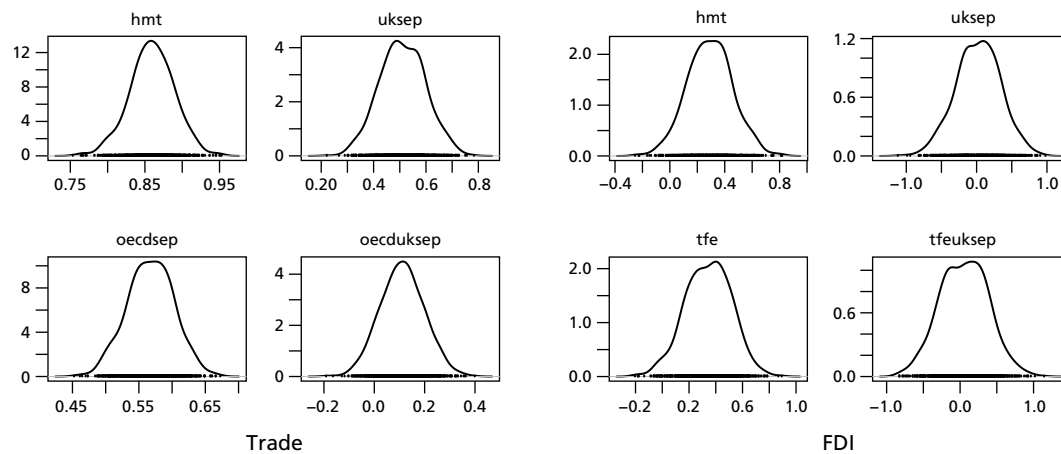 hmt
uksep
hmt
uksep
12
8
4
0
0.75 0.85 0.95
4
2
0
0.20 0.4 0.6 0.8
2.0
1.0
0.0
−0.4 0.0 0.4 0.8
1.2
0.6
0.0
−1.0 0.0 1.0
oecdsep
oecduksep
tfe
tfeuksep
8
4
0
0.45 0.55 0.65
4
2
0
−0.2 0.0 0.2 0.4
2.0
1.0
0.0
−0.2 0.2 0.6 1.0
0.6
0.0
−1.0 0.0 1.0
Trade
FDI